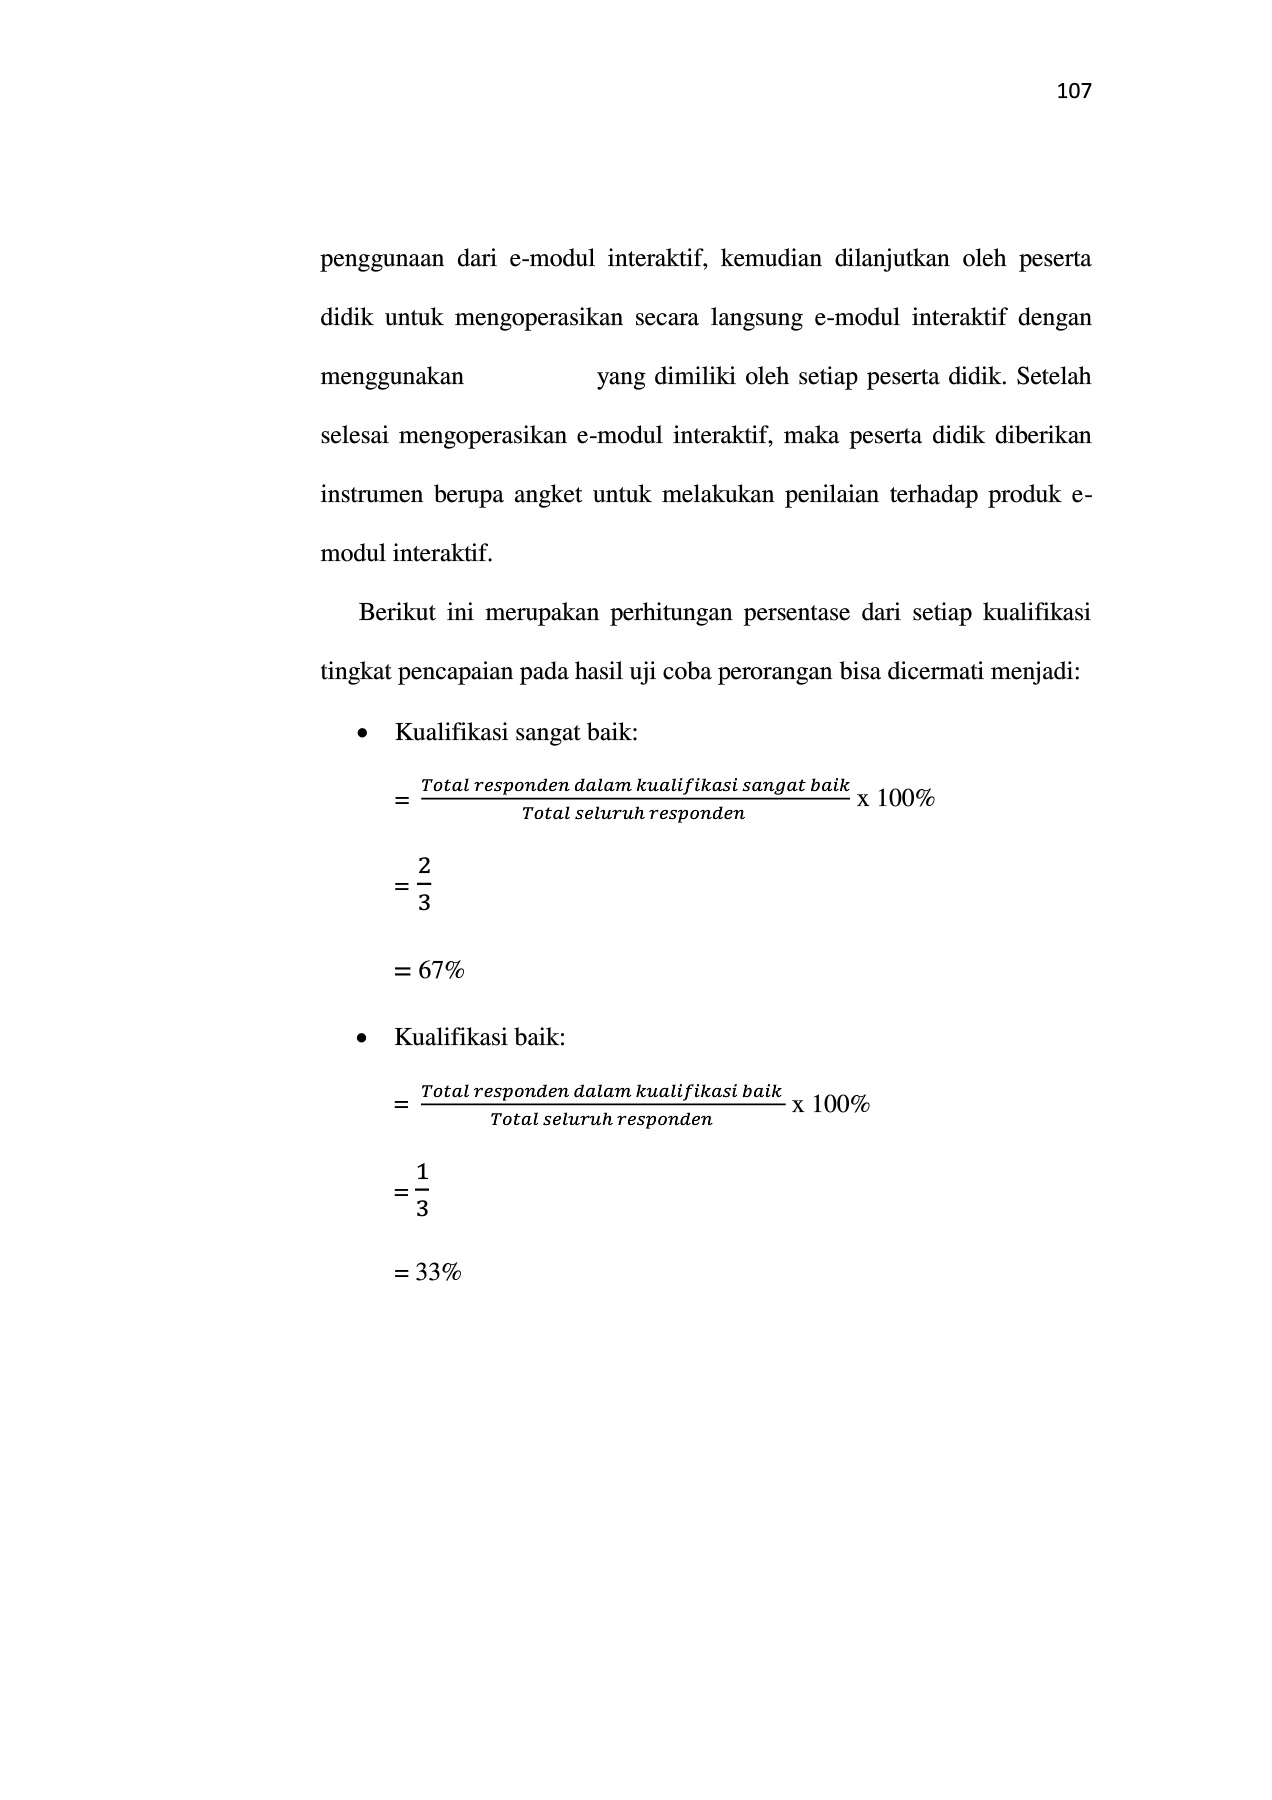 107
penggunaan dari e-modul interaktif, kemudian dilanjutkan oleh peserta
didik untuk mengoperasikan secara langsung e-modul interaktif dengan
menggunakan yang dimiliki oleh setiap peserta didik. Setelah
selesai mengoperasikan e-modul interaktif, maka peserta didik diberikan
instrumen berupa angket untuk melakukan penilaian terhadap produk e-
modul interaktif.
Berikut ini merupakan perhitungan persentase dari setiap kualifikasi
tingkat pencapaian pada hasil uji coba perorangan bisa dicermati menjadi:
• Kualifikasi sangat baik:
= Total responden dalam kualifikasi sangat baik / Total seluruh responden x 100%
= 2/3
= 67%
• Kualifikasi baik:
= Total responden dalam kualifikasi baik / Total seluruh responden x 100%
= 1/3
= 33%